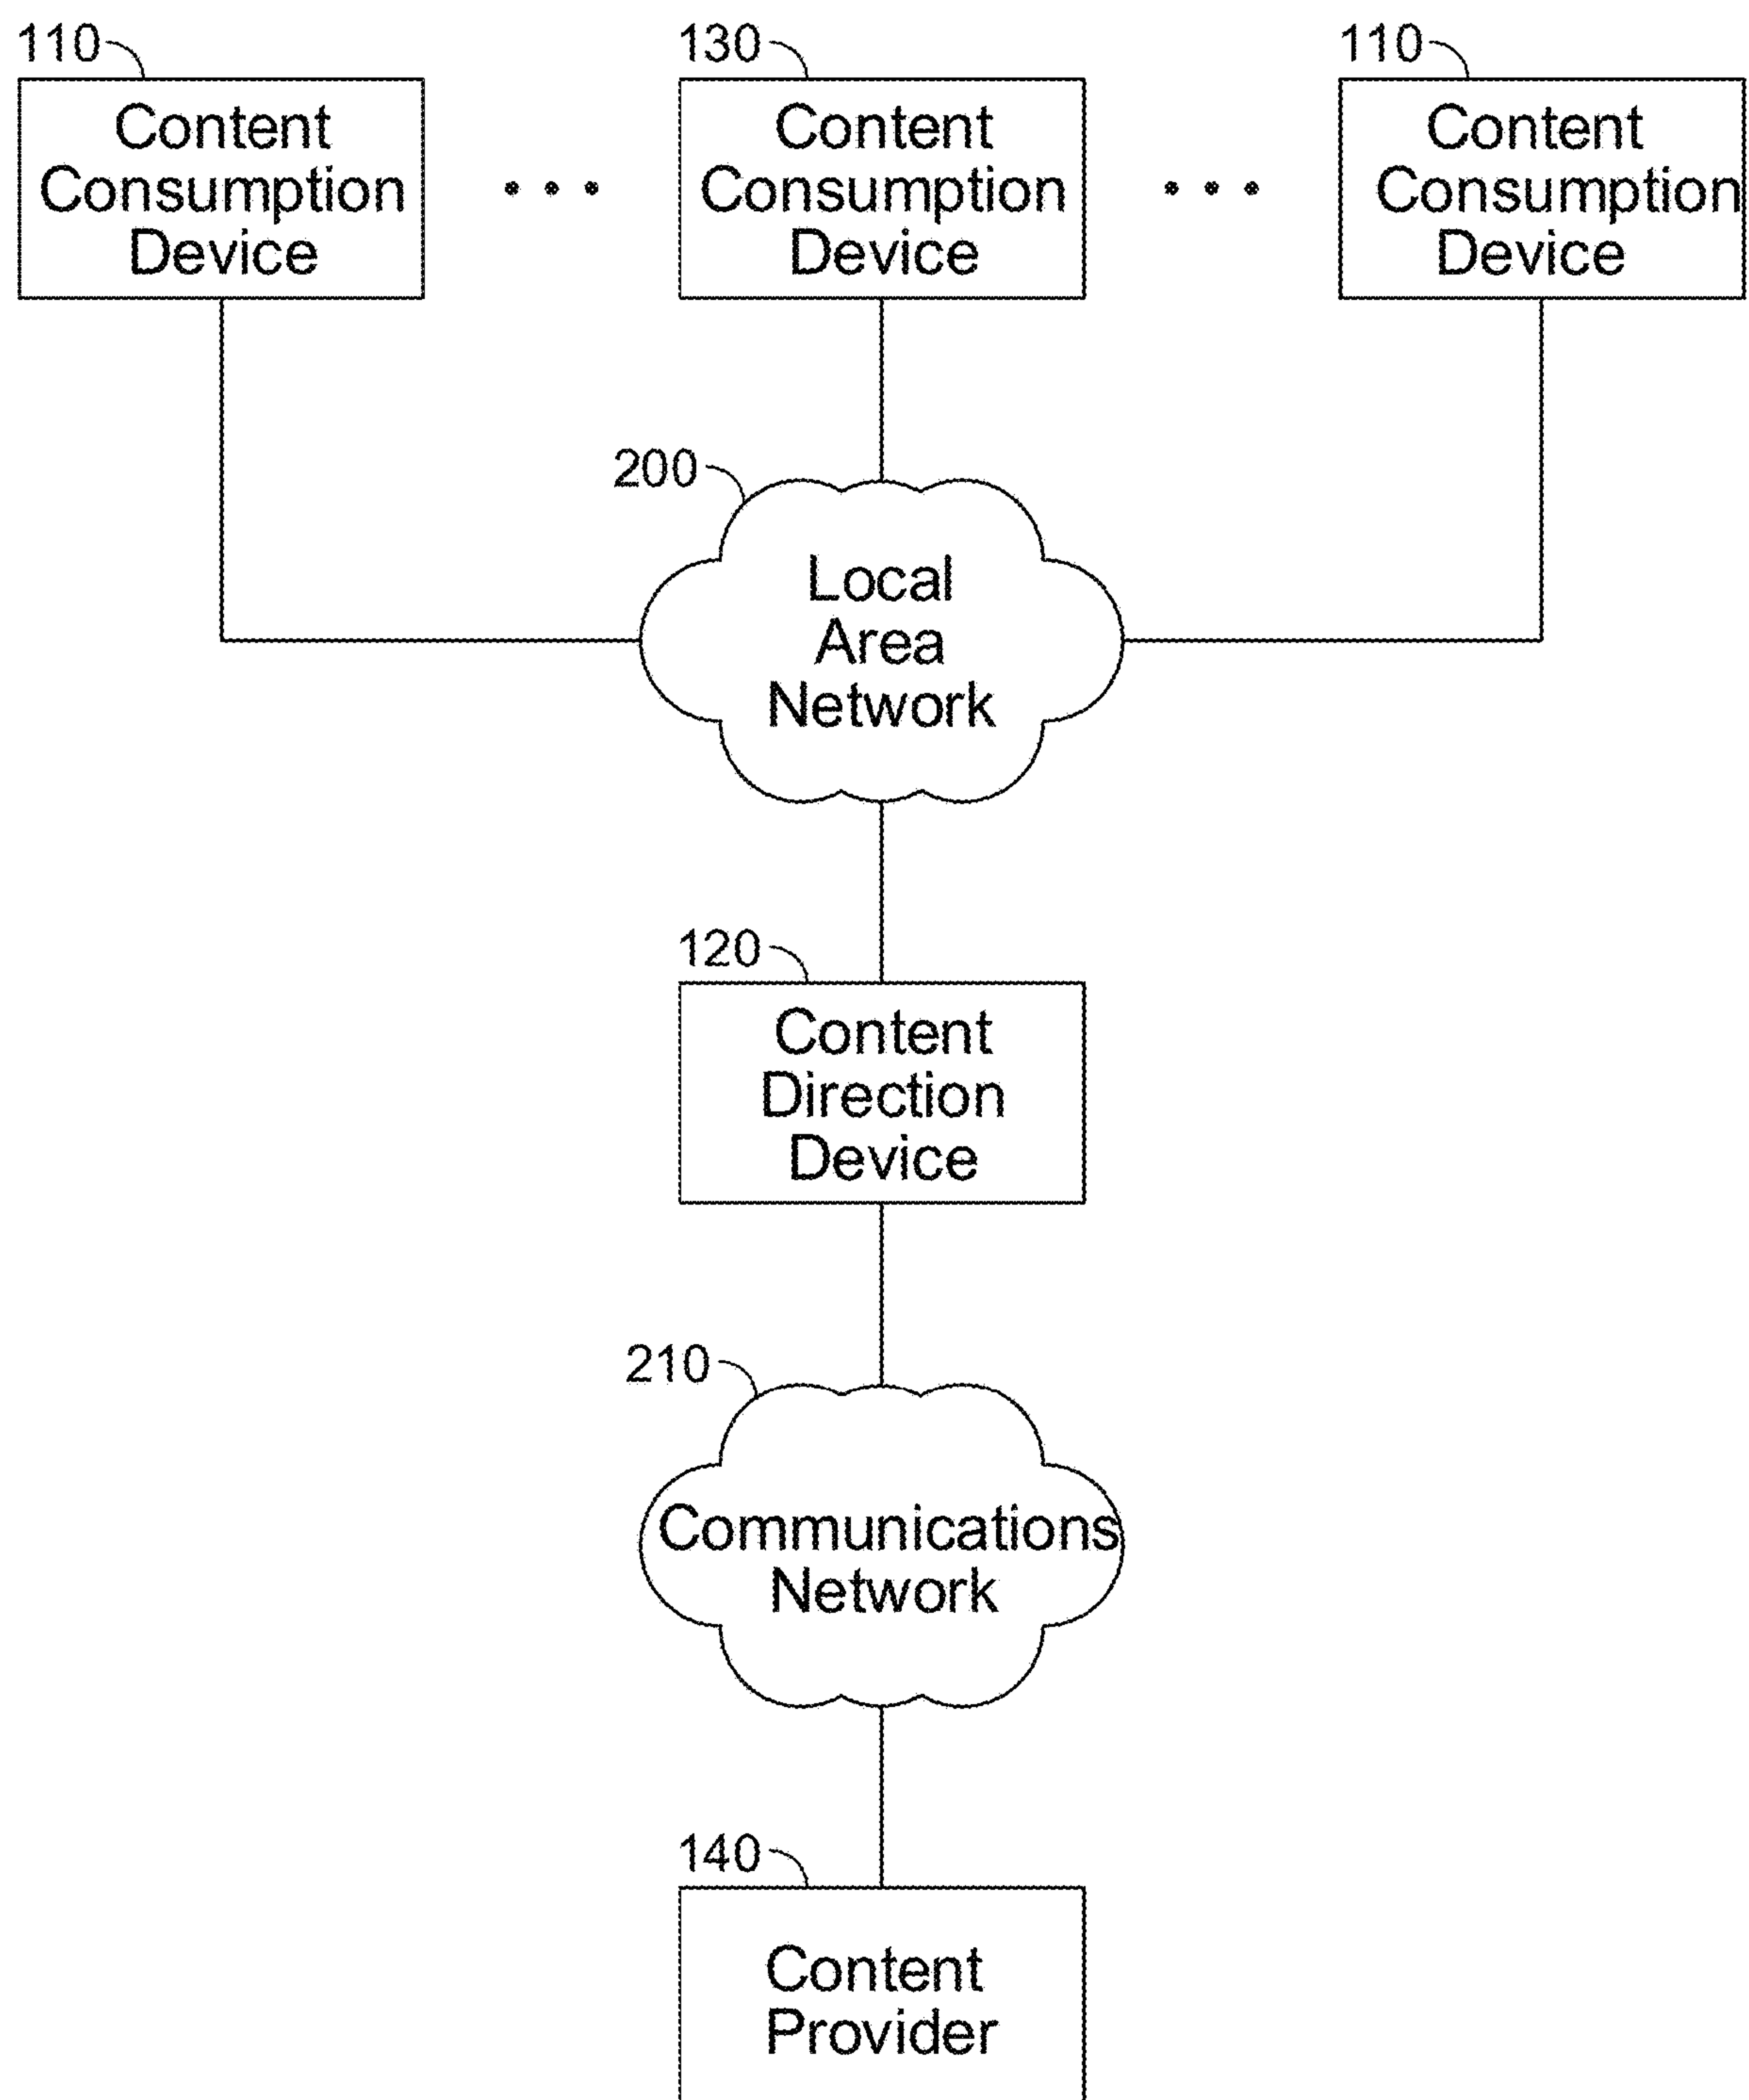 110
130
110
Content
Consumption
Device
Content
Consumption
Device
Content
Consumption
Device
200
Local
Area
Network
120
Content
Direction
Device
210
Communications
Network
140
Content
Provider